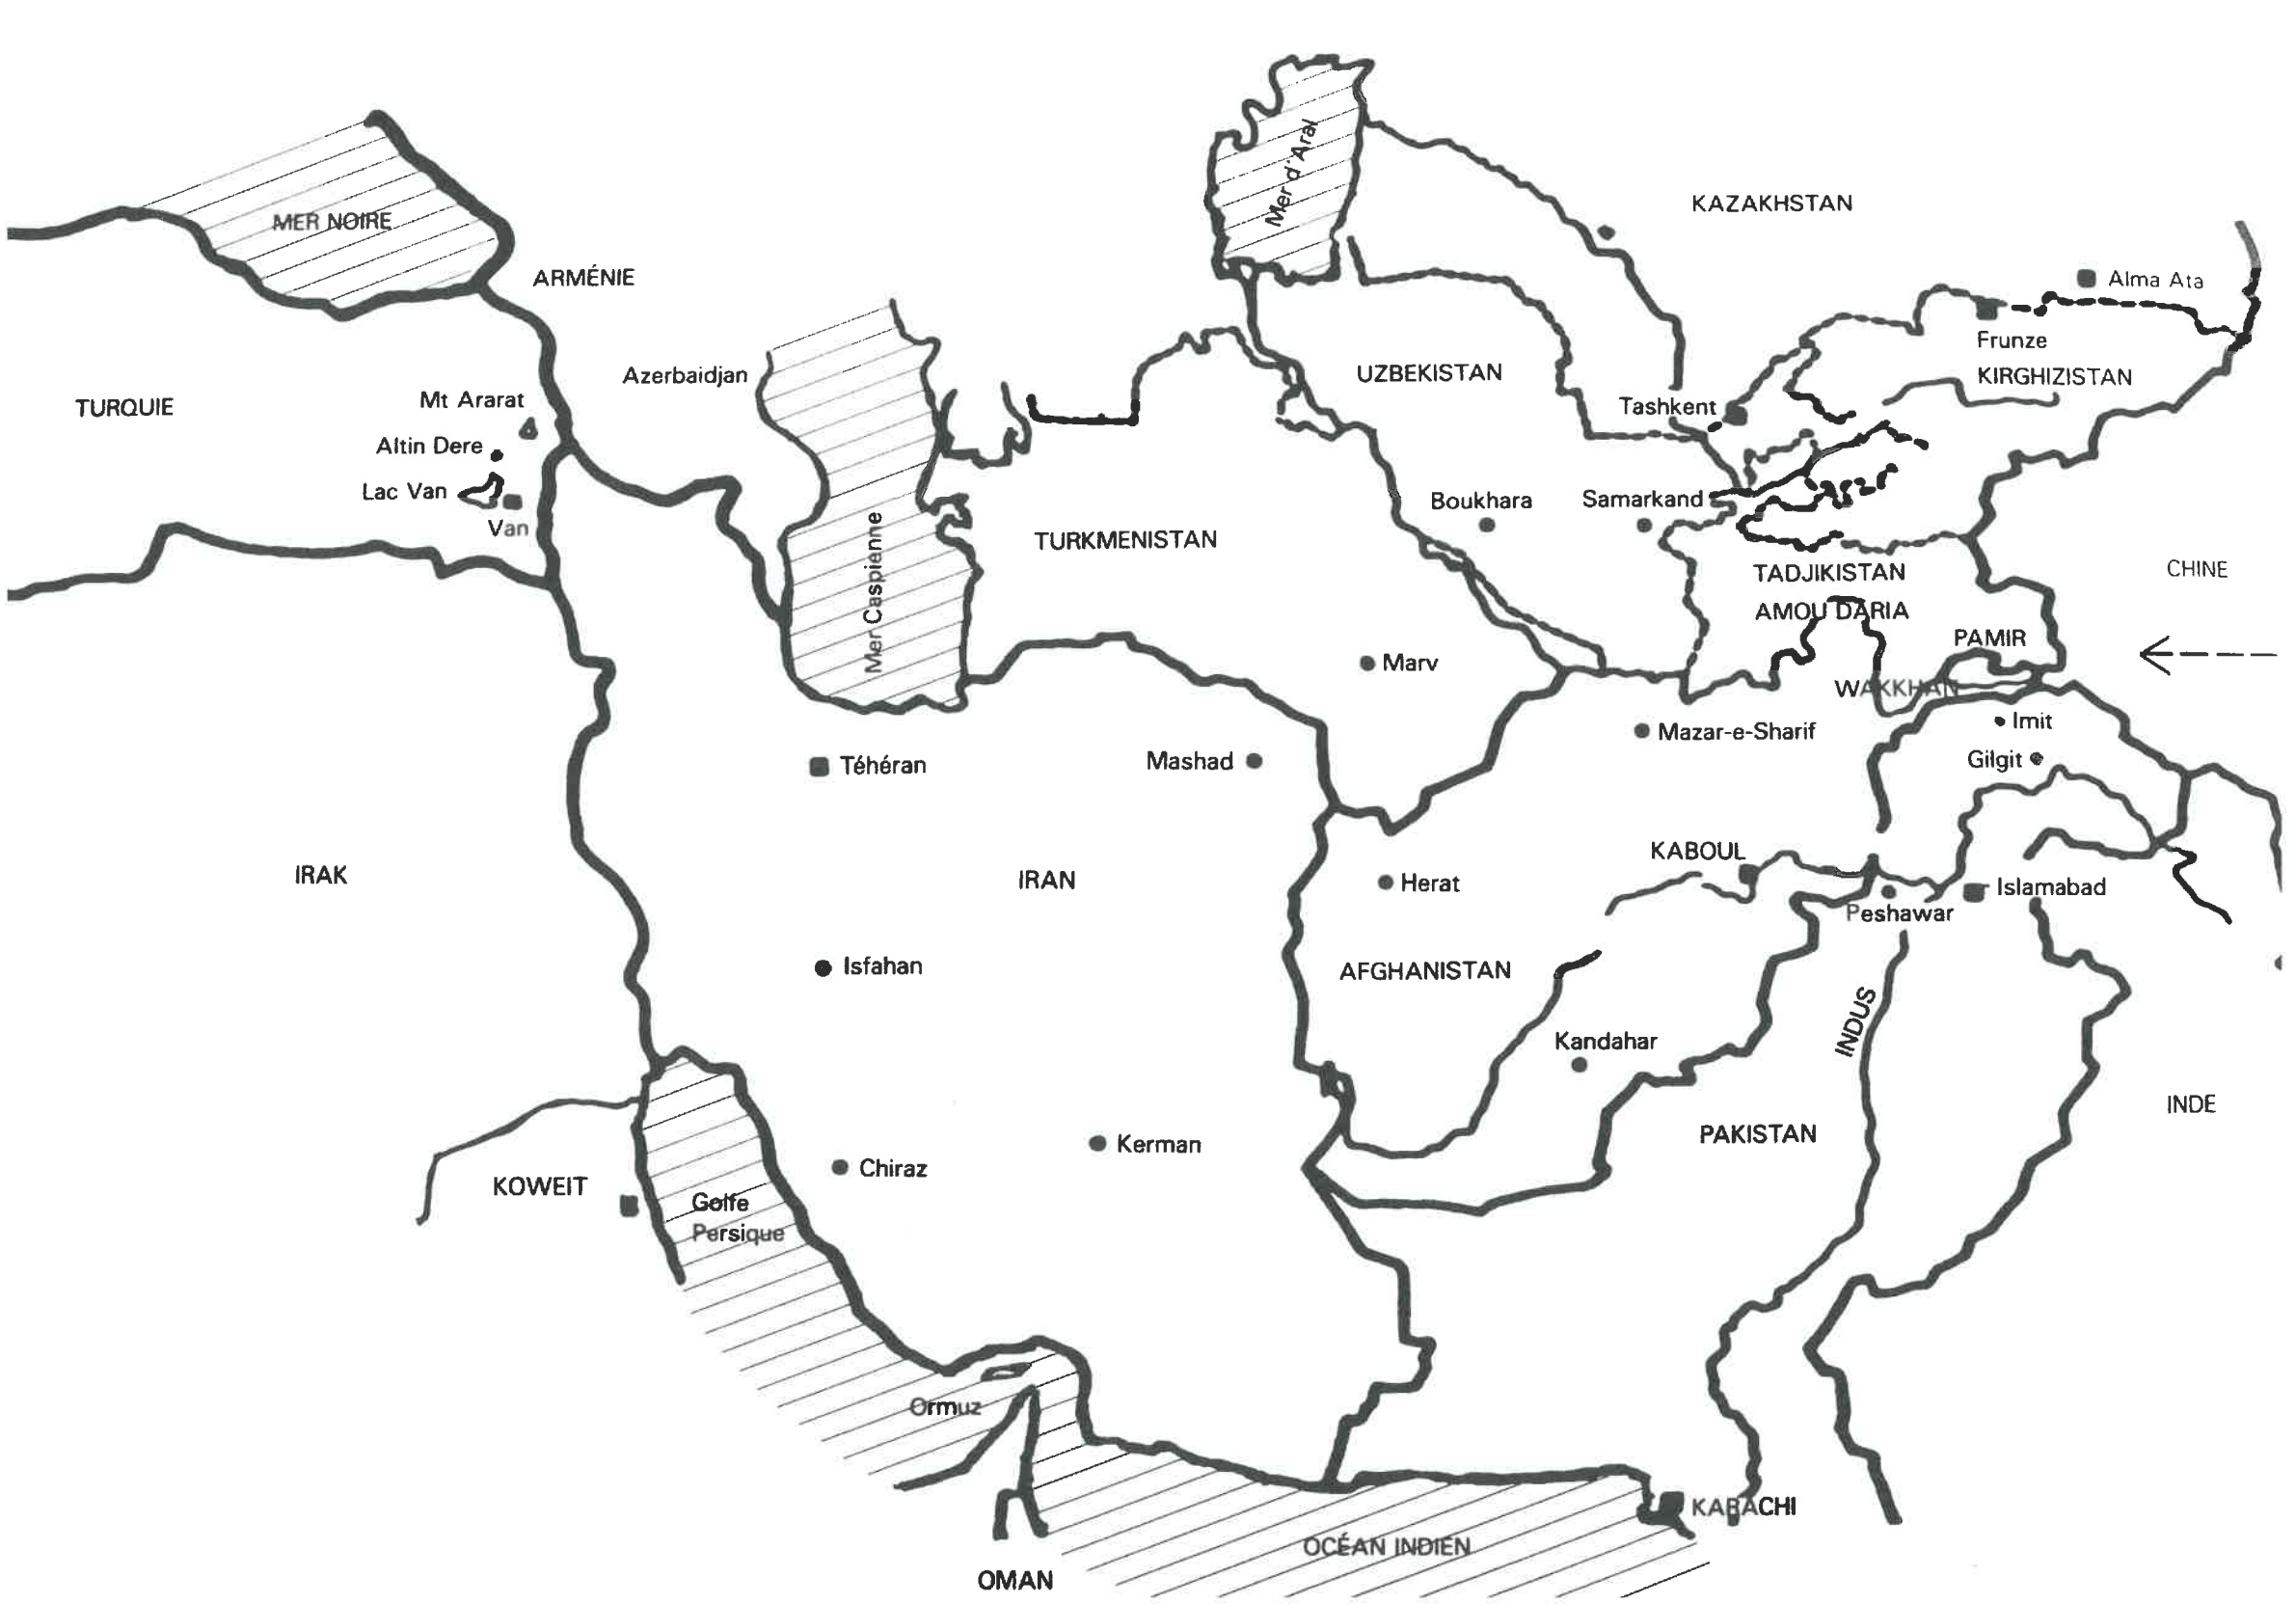 Mer d'Aral
KAZAKHSTAN
MER NOIRE
ARMÉNIE
Alma Ata
Frunze
KIRGHIZISTAN
UZBEKISTAN
Azerbaidjan
Mt Ararat
TURQUIE
Tashkent
Altin Dere
Lac Van
Van
Boukhara
Samarkand
TURKMENISTAN
Mer Caspienne
TADJIKISTAN
CHINE
AMOU DARIA
PAMIR
Marv
WAKKHAN
Imit
Mazar-e-Sharif
Gilgit
Téhéran
Mashad
KABOUL
IRAK
IRAN
Herat
Islamabad
Peshawar
Isfahan
AFGHANISTAN
INDUS
Kandahar
INDE
PAKISTAN
Kerman
Chiraz
KOWEIT
Golfe
Persique
Ormuz
KARACHI
OCÉAN INDIEN
OMAN